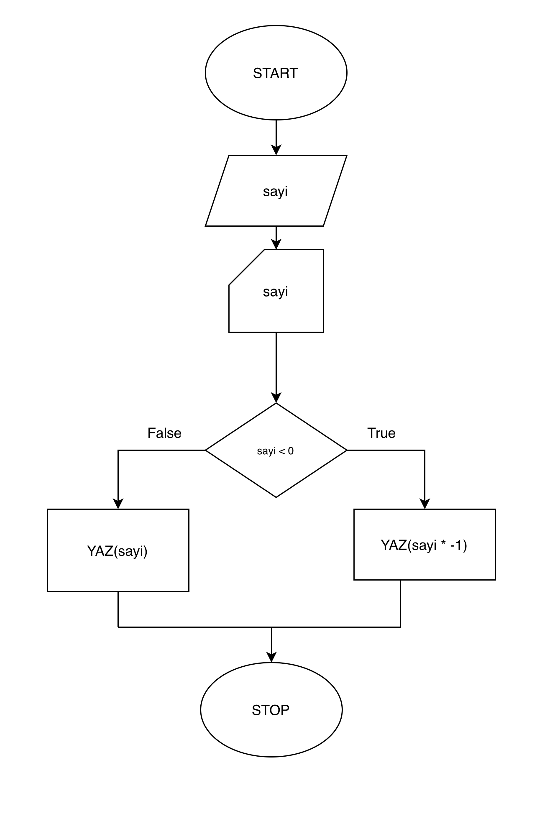 START
sayi
sayi
sayi < 0
False
True
YAZ(sayi)
YAZ(sayi * -1)
STOP